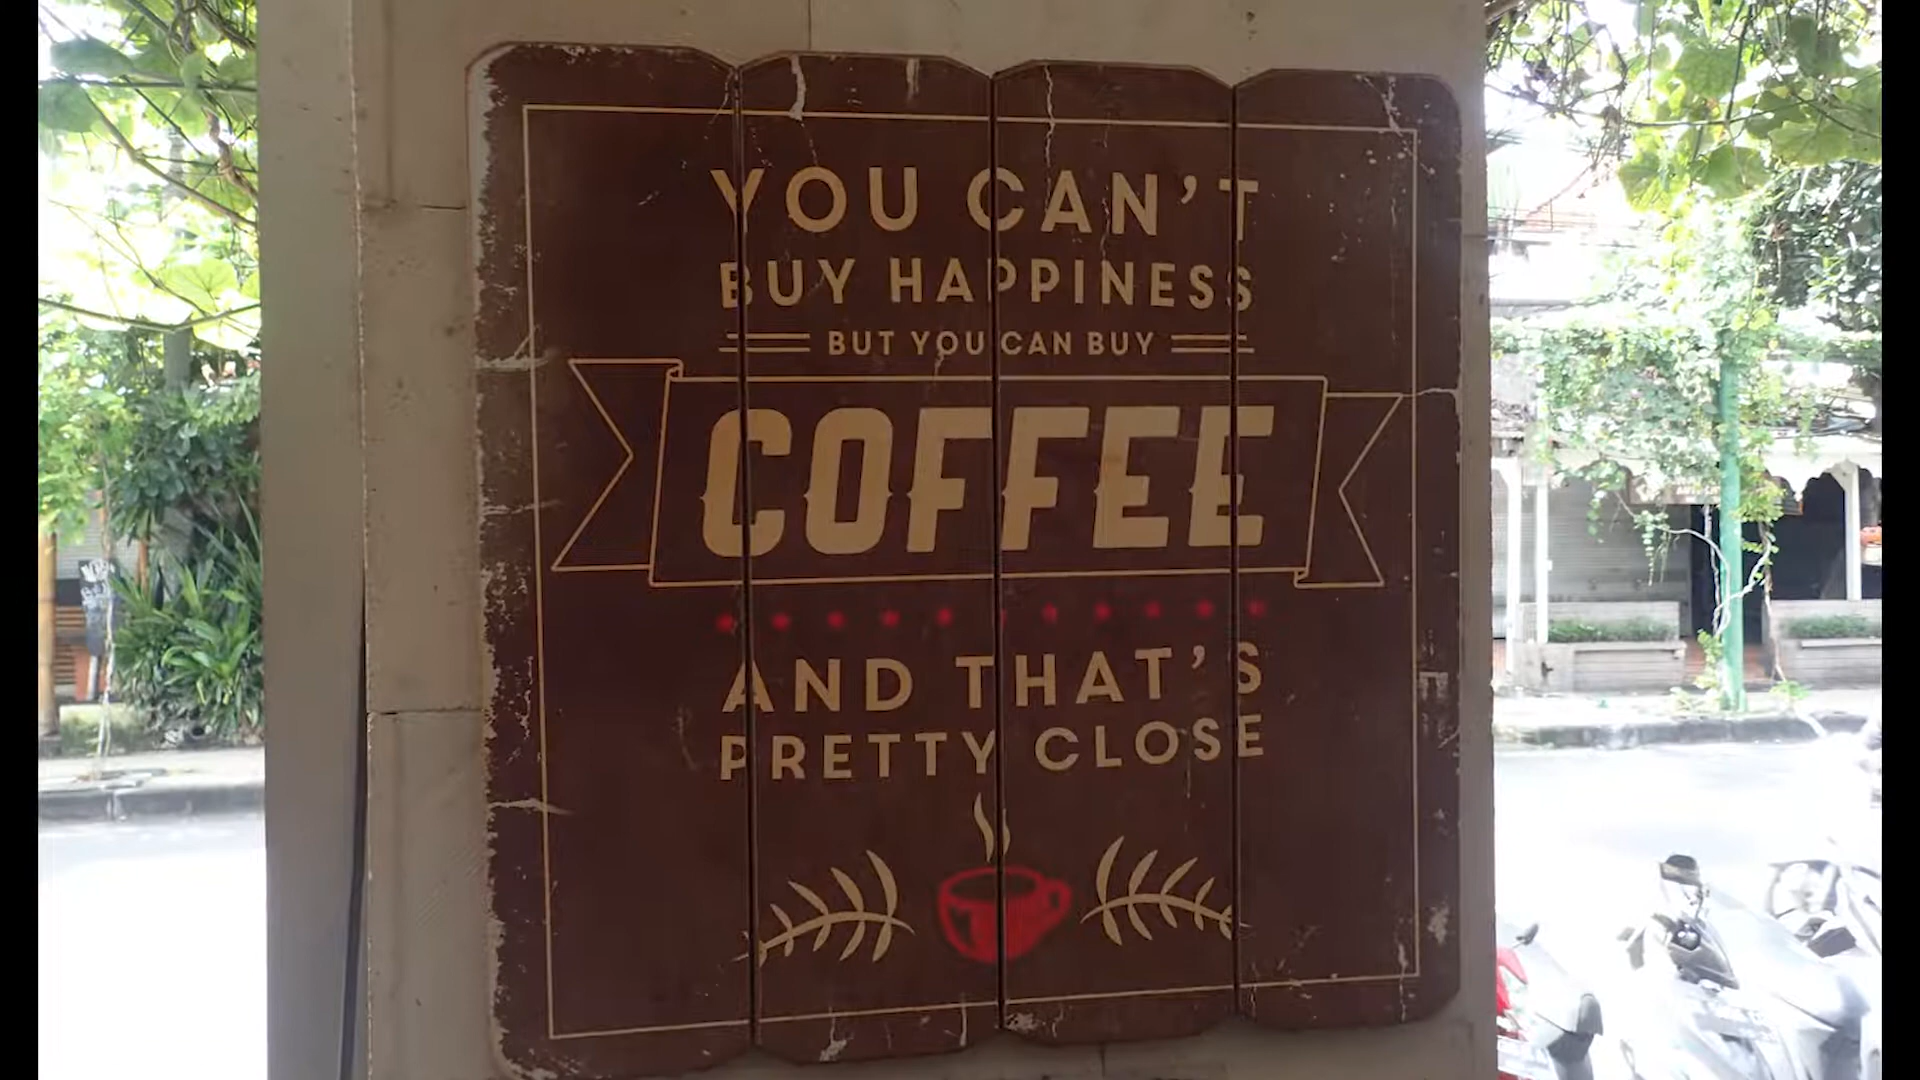 YOU CAN'T
BUY HAPPINESS
BUT YOU CAN BUY
COFFEE
AND THAT'S
PRETTY CLOSE